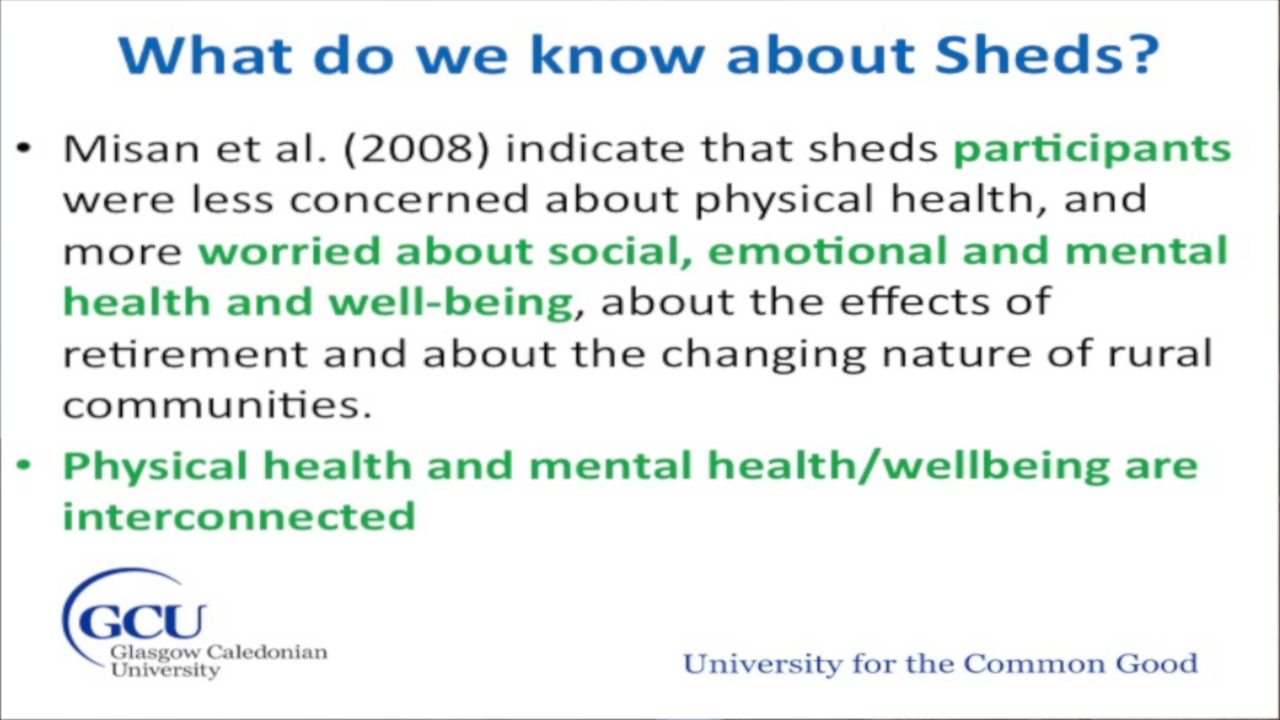 What do we know about Sheds?
• Misan et al. (2008) indicate that sheds participants
were less concerned about physical health, and
more worried about social, emotional and mental
health and well-being, about the effects of
retirement and about the changing nature of rural
communities.
• Physical health and mental health/wellbeing are
interconnected
GCU
Glasgow Caledonian
University
University for the Common Good